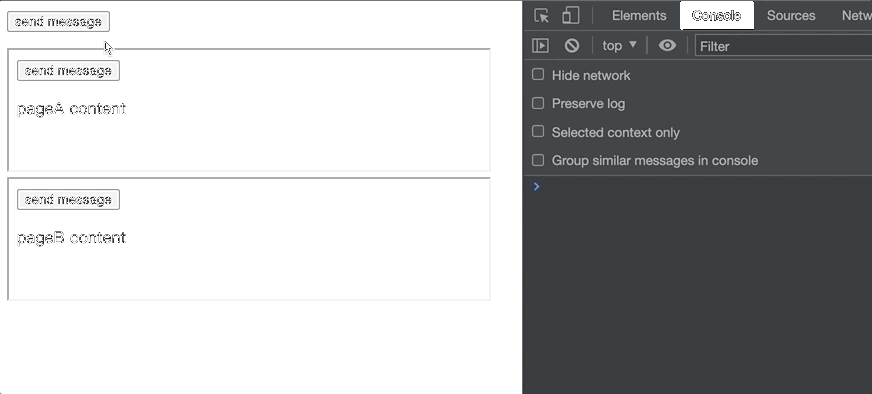 send message
send message
pageA content
send message
pageB content
Elements Console Sources Netw
top Filter
Hide network
Preserve log
Selected context only
Group similar messages in console